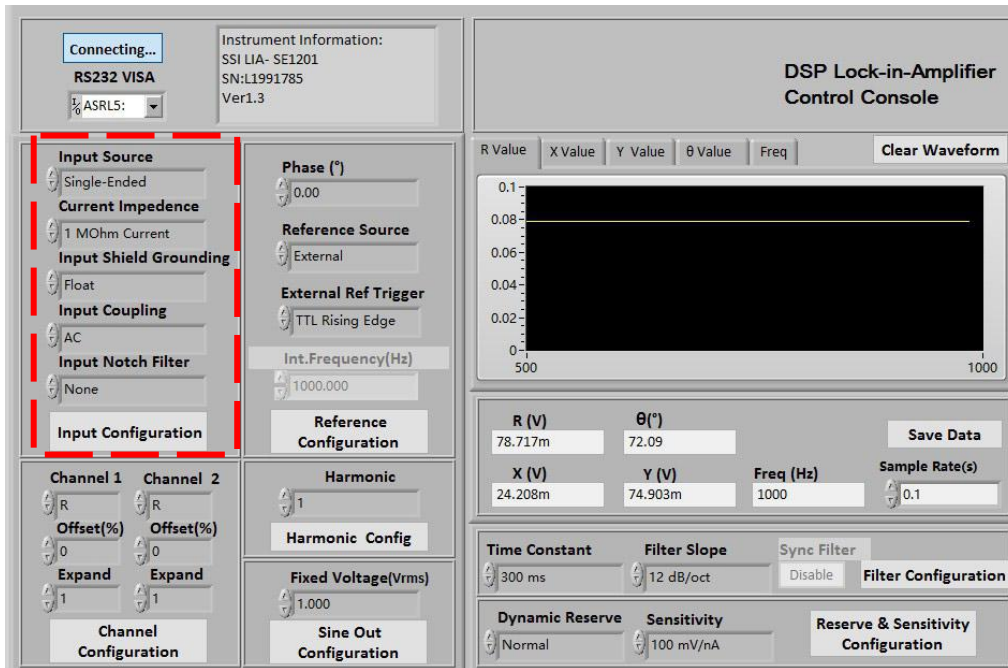 Connecting...
RS232 VISA
I/0 ASRL5:
Instrument Information:
SSI LIA- SE1201
SN:L1991785
Ver1.3
DSP Lock-in-Amplifier
Control Console
Input Source
Single-Ended
Current Impedence
1 MOhm Current
Input Shield Grounding
Float
Input Coupling
AC
Input Notch Filter
None
Input Configuration
Phase (°)
0.00
Reference Source
External
External Ref Trigger
TTL Rising Edge
Int.Frequency(Hz)
1000.000
Reference
Configuration
R Value X Value Y Value θ Value Freq Clear Waveform
0.1
0.08
0.06
0.04
0.02
0
500 1000
R (V) θ(°)
78.717m 72.09
Save Data
X (V) Y (V) Freq (Hz) Sample Rate(s)
24.208m 74.903m 1000 0.1
Channel 1 Channel 2
R R
Offset(%) Offset(%)
0 0
Expand Expand
1 1
Channel
Configuration
Harmonic
1
Harmonic Config
Fixed Voltage(Vrms)
1.000
Sine Out
Configuration
Time Constant Filter Slope Sync Filter
300 ms 12 dB/oct Disable Filter Configuration
Dynamic Reserve Sensitivity
Normal 100 mV/nA
Reserve & Sensitivity
Configuration